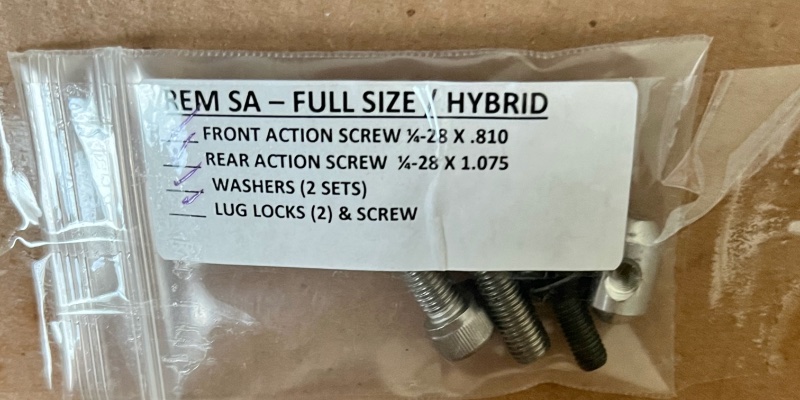 REM SA – FULL SIZE / HYBRID
FRONT ACTION SCREW ¼-28 X .810
REAR ACTION SCREW ¼-28 X 1.075
WASHERS (2 SETS)
LUG LOCKS (2) & SCREW